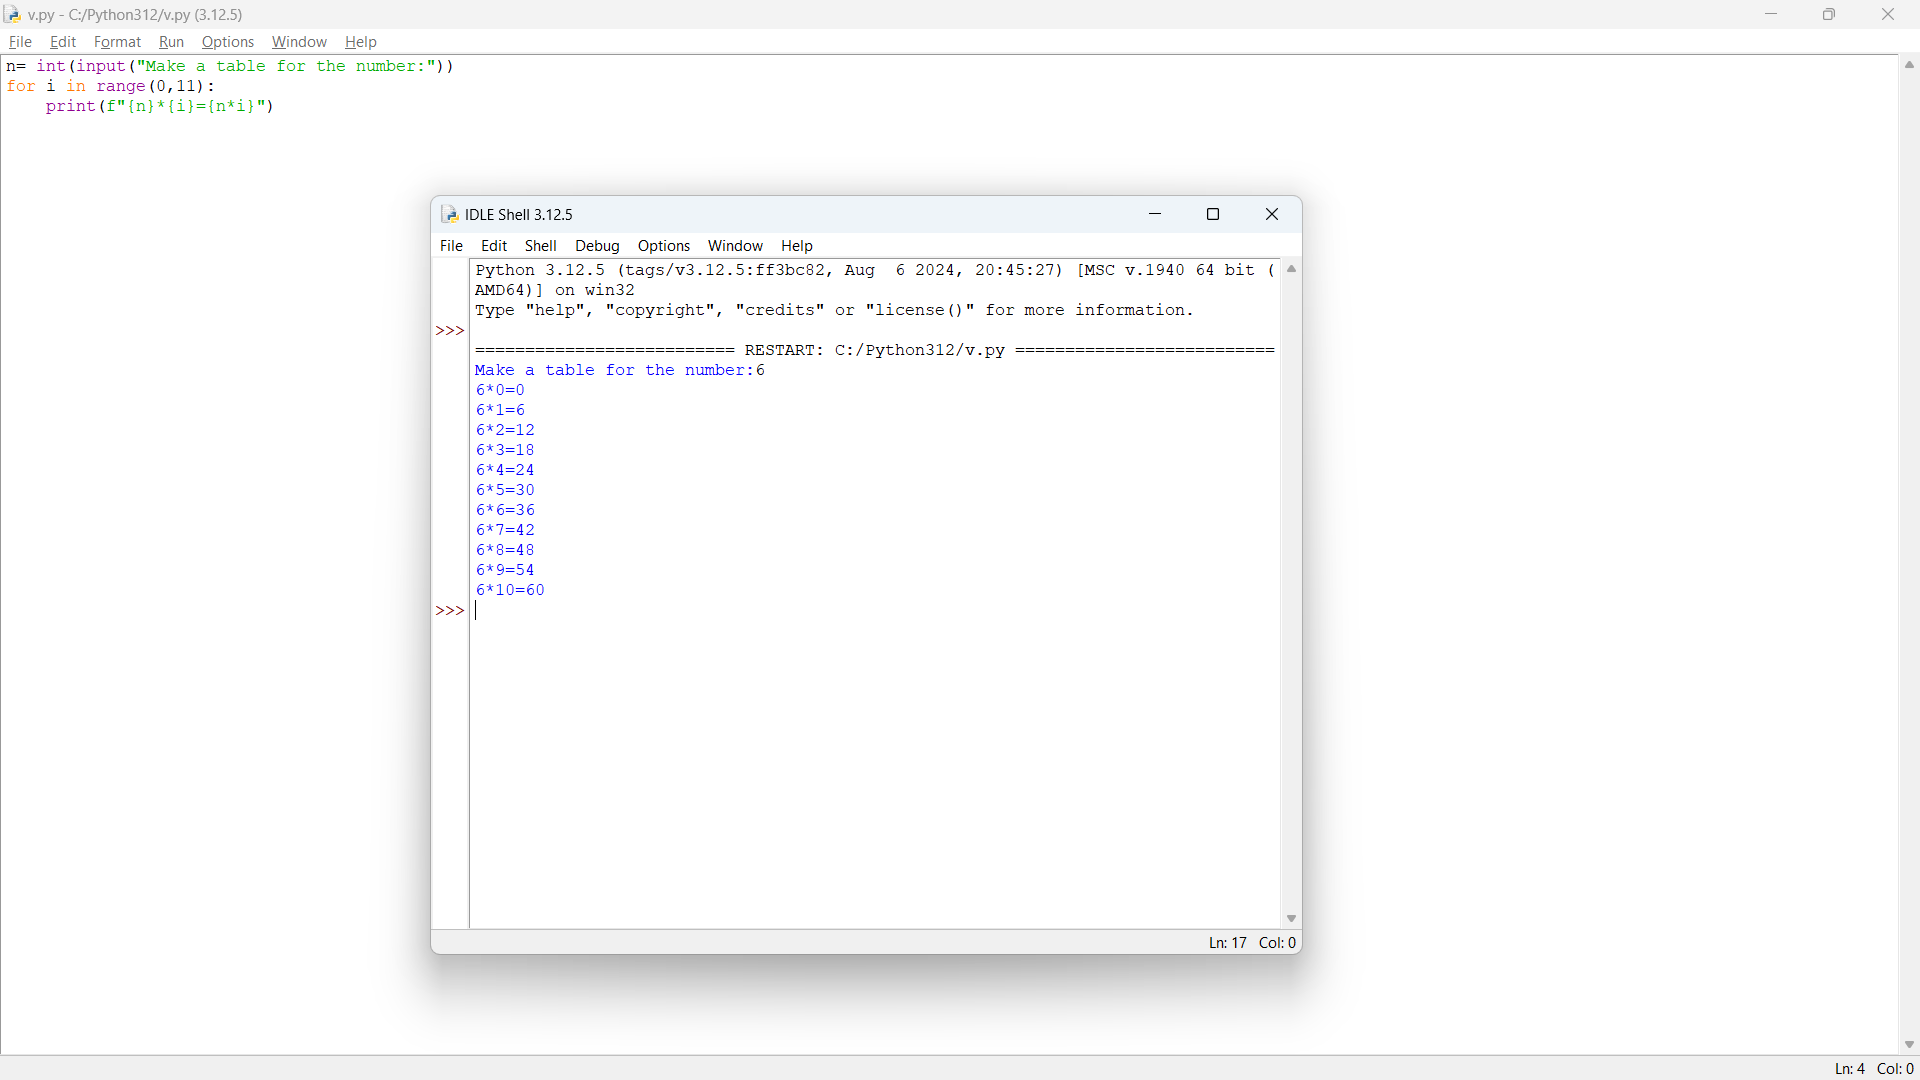 v.py - C:/Python312/v.py (3.12.5)
File Edit Format Run Options Window Help
n= int(input("Make a table for the number:"))
for i in range(0,11):
    print(f"{n}*{i}={n*i}")
IDLE Shell 3.12.5
File Edit Shell Debug Options Window Help
Python 3.12.5 (tags/v3.12.5:ff3bc82, Aug  6 2024, 20:45:27) [MSC v.1940 64 bit (
AMD64)] on win32
Type "help", "copyright", "credits" or "license()" for more information.
>>>
========================== RESTART: C:/Python312/v.py ==========================
Make a table for the number:6
6*0=0
6*1=6
6*2=12
6*3=18
6*4=24
6*5=30
6*6=36
6*7=42
6*8=48
6*9=54
6*10=60
>>>
Ln: 17 Col: 0
Ln: 4 Col: 0